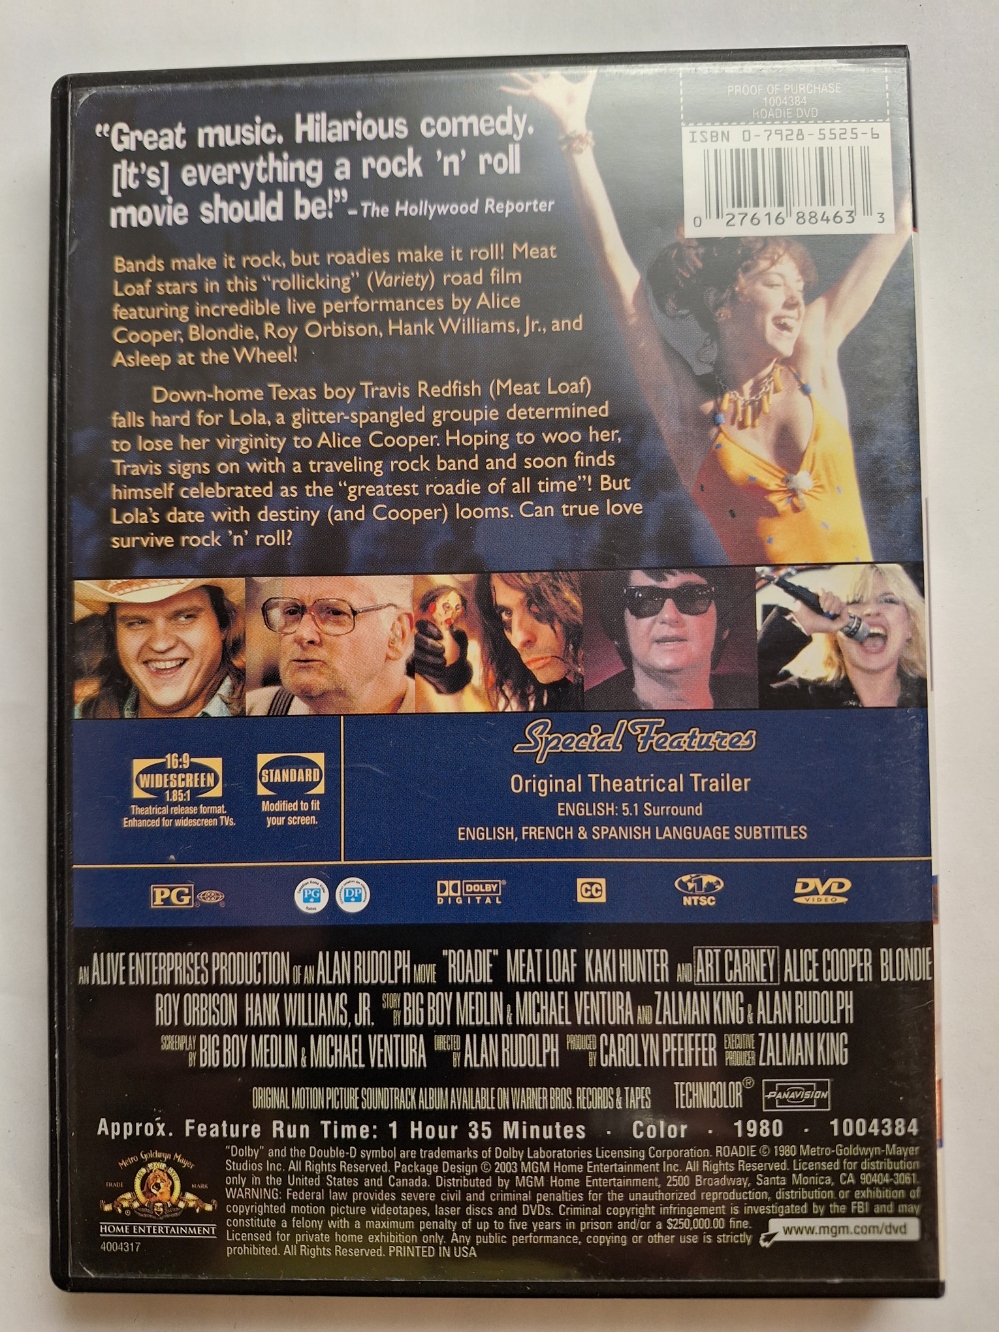 PROOF OF PURCHASE
1004384
ROADIE DVD
ISBN 0-7928-5525-6
0 27616 88463 3
“Great music. Hilarious comedy.
[It's] everything a rock 'n' roll
movie should be!” – The Hollywood Reporter
Bands make it rock, but roadies make it roll! Meat
Loaf stars in this “rollicking” (Variety) road film
featuring incredible live performances by Alice
Cooper, Blondie, Roy Orbison, Hank Williams, Jr., and
Asleep at the Wheel!
Down-home Texas boy Travis Redfish (Meat Loaf)
falls hard for Lola, a glitter-spangled groupie determined
to lose her virginity to Alice Cooper. Hoping to woo her,
Travis signs on with a traveling rock band and soon finds
himself celebrated as the “greatest roadie of all time”! But
Lola's date with destiny (and Cooper) looms. Can true love
survive rock 'n' roll?
16:9
WIDESCREEN
1.85:1
Theatrical release format.
Enhanced for widescreen TVs.
STANDARD
Modified to fit
your screen.
Special Features
Original Theatrical Trailer
ENGLISH: 5.1 Surround
ENGLISH, FRENCH & SPANISH LANGUAGE SUBTITLES
PG
PG
DP
DOLBY
DIGITAL
CC
1
NTSC
DVD
VIDEO
AN ALIVE ENTERPRISES PRODUCTION OF AN ALAN RUDOLPH MOVIE "ROADIE" MEAT LOAF KAKI HUNTER AND ART CARNEY ALICE COOPER BLONDIE
ROY ORBISON HANK WILLIAMS, JR. STORY BY BIG BOY MEDLIN & MICHAEL VENTURA AND ZALMAN KING & ALAN RUDOLPH
SCREENPLAY BY BIG BOY MEDLIN & MICHAEL VENTURA DIRECTED BY ALAN RUDOLPH PRODUCED BY CAROLYN PFEIFFER EXECUTIVE PRODUCER ZALMAN KING
ORIGINAL MOTION PICTURE SOUNDTRACK ALBUM AVAILABLE ON WARNER BROS. RECORDS & TAPES TECHNICOLOR® PANAVISION
Approx. Feature Run Time: 1 Hour 35 Minutes · Color · 1980 · 1004384
"Dolby" and the Double-D symbol are trademarks of Dolby Laboratories Licensing Corporation. ROADIE © 1980 Metro-Goldwyn-Mayer
Studios Inc. All Rights Reserved. Package Design © 2003 MGM Home Entertainment Inc. All Rights Reserved. Licensed for distribution
only in the United States and Canada. Distributed by MGM Home Entertainment, 2500 Broadway, Santa Monica, CA 90404-3061.
WARNING: Federal law provides severe civil and criminal penalties for the unauthorized reproduction, distribution or exhibition of
copyrighted motion picture videotapes, laser discs and DVDs. Criminal copyright infringement is investigated by the FBI and may
constitute a felony with a maximum penalty of up to five years in prison and/or a $250,000.00 fine.
Licensed for private home exhibition only. Any public performance, copying or other use is strictly
prohibited. All Rights Reserved. PRINTED IN USA
www.mgm.com/dvd
Metro Goldwyn Mayer
TRADE MARK
HOME ENTERTAINMENT
4004317